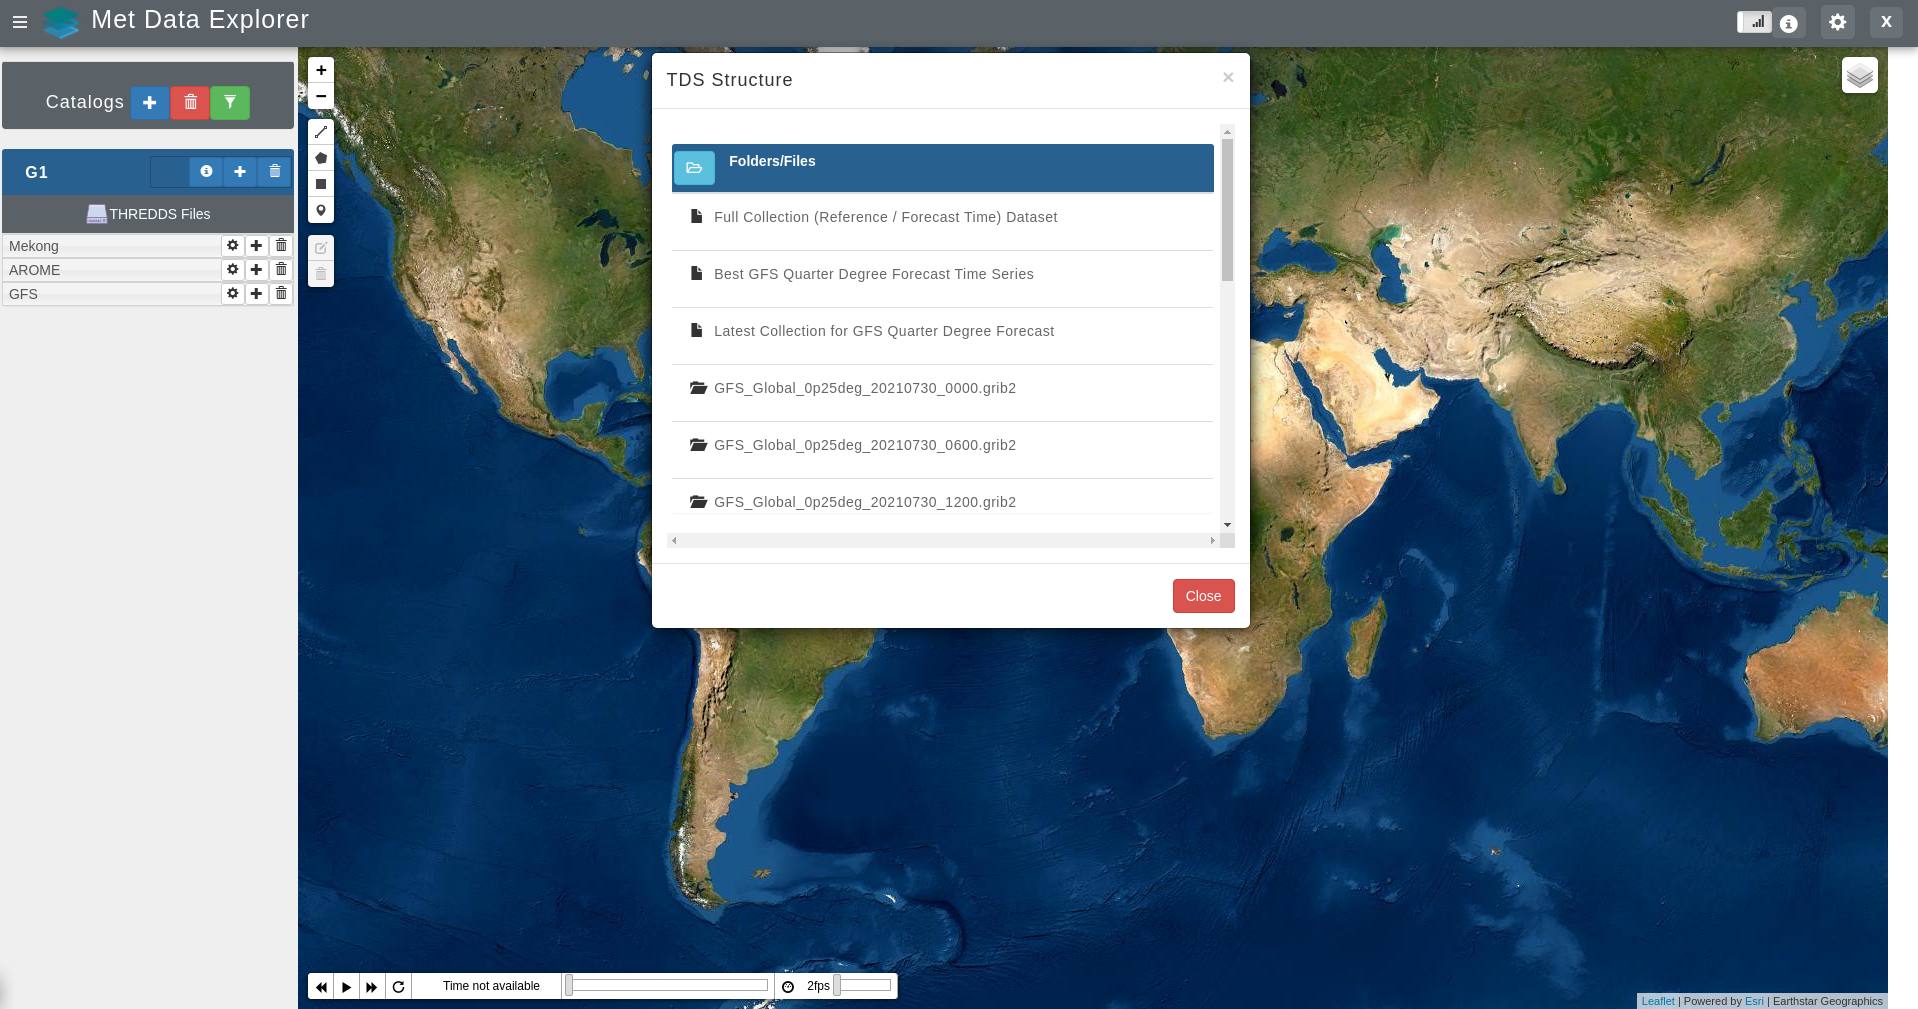 Met Data Explorer
X
Catalogs
G1
THREDDS Files
Mekong
AROME
GFS
+
−
TDS Structure
×
Folders/Files
Full Collection (Reference / Forecast Time) Dataset
Best GFS Quarter Degree Forecast Time Series
Latest Collection for GFS Quarter Degree Forecast
GFS_Global_0p25deg_20210730_0000.grib2
GFS_Global_0p25deg_20210730_0600.grib2
GFS_Global_0p25deg_20210730_1200.grib2
Close
Time not available
2fps
Leaflet | Powered by Esri | Earthstar Geographics